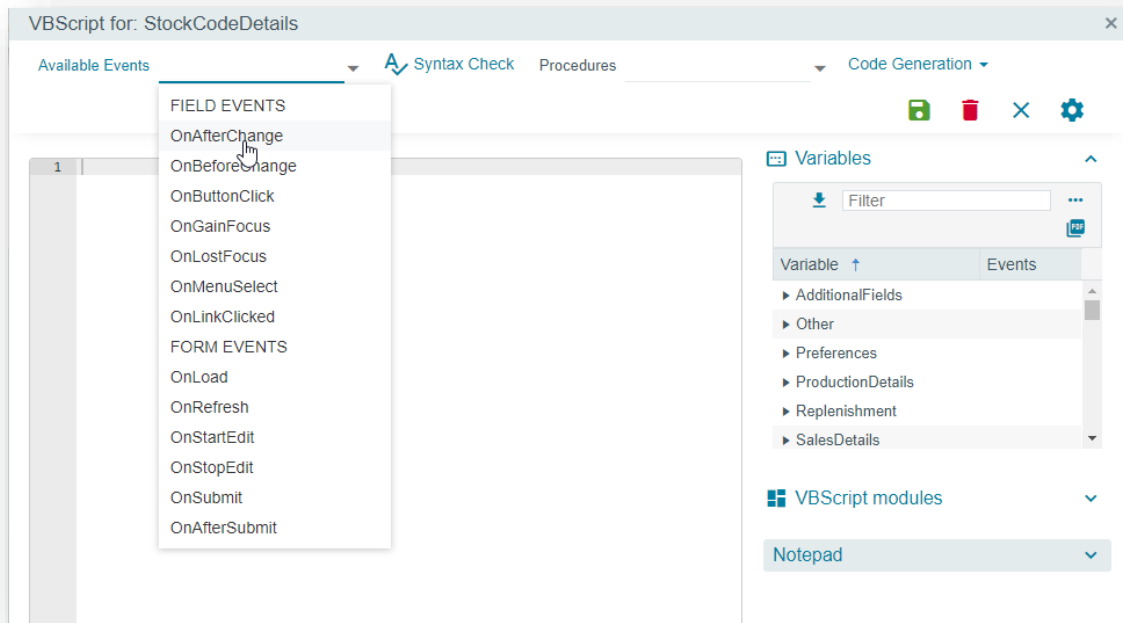 VBScript for: StockCodeDetails
Available Events
Syntax Check
Procedures
Code Generation
FIELD EVENTS
OnAfterChange
OnBeforeChange
OnButtonClick
OnGainFocus
OnLostFocus
OnMenuSelect
OnLinkClicked
FORM EVENTS
OnLoad
OnRefresh
OnStartEdit
OnStopEdit
OnSubmit
OnAfterSubmit
1
Variables
Filter
PDF
Variable Events
AdditionalFields
Other
Preferences
ProductionDetails
Replenishment
SalesDetails
VBScript modules
Notepad